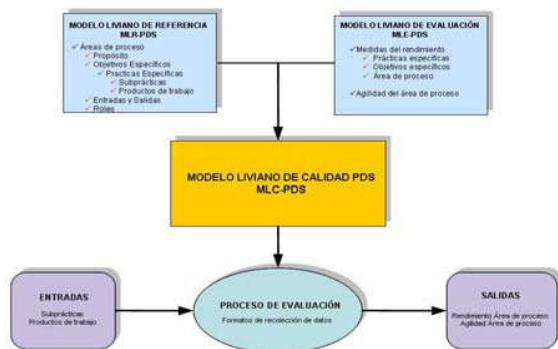 MODELO LIVIANO DE REFERENCIA
MLR-PDS
✓ Áreas de proceso
✓ Propósito
✓ Objetivos Específicos
✓ Practicas Especificas
✓ Subprácticas
✓ Productos de trabajo
✓ Entradas y Salidas
✓ Roles
MODELO LIVIANO DE EVALUACIÓN
MLE-PDS
✓ Medidas del rendimiento
✓ Prácticas especificas
✓ Objetivos específicos
✓ Área de proceso
✓ Agilidad del área de proceso
MODELO LIVIANO DE CALIDAD PDS
MLC-PDS
ENTRADAS
Subprácticas
Productos de trabajo
PROCESO DE EVALUACIÓN
Formatos de recolección de datos
SALIDAS
Rendimiento Área de proceso
Agilidad Área de proceso